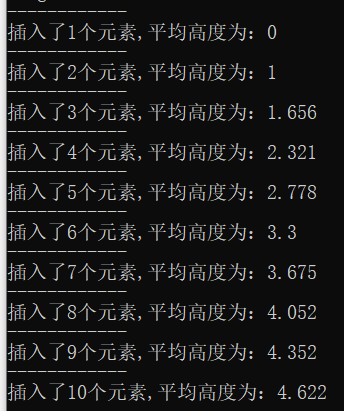 ------------
插入了1个元素,平均高度为: 0
------------
插入了2个元素,平均高度为: 1
------------
插入了3个元素,平均高度为: 1.656
------------
插入了4个元素,平均高度为: 2.321
------------
插入了5个元素,平均高度为: 2.778
------------
插入了6个元素,平均高度为: 3.3
------------
插入了7个元素,平均高度为: 3.675
------------
插入了8个元素,平均高度为: 4.052
------------
插入了9个元素,平均高度为: 4.352
------------
插入了10个元素,平均高度为: 4.622